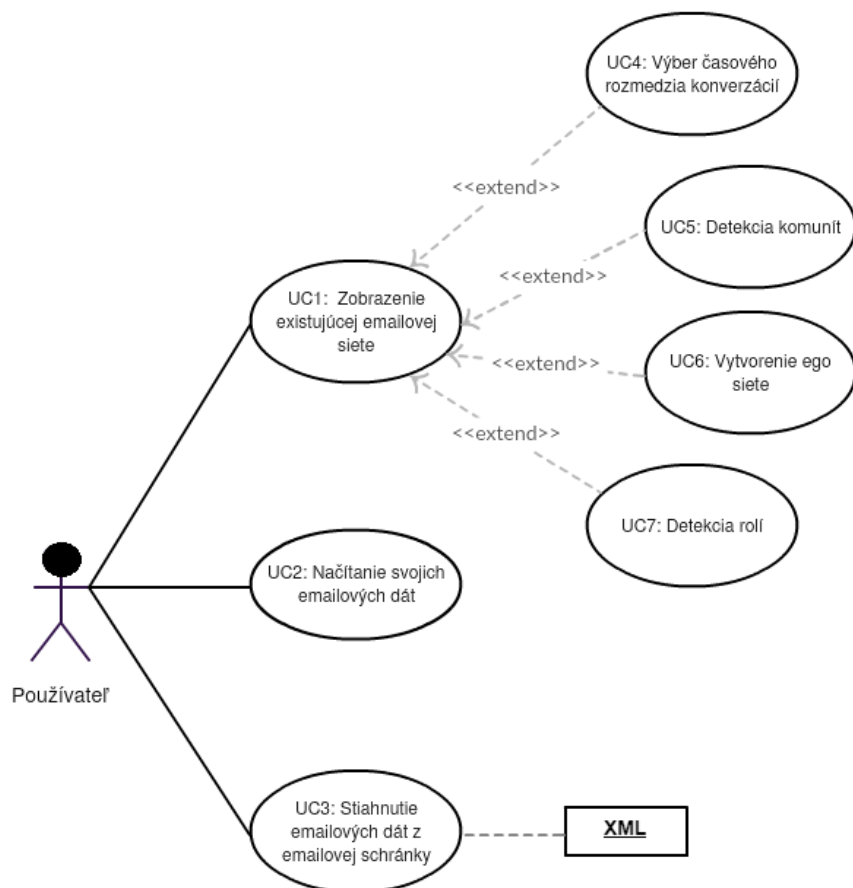 UC4: Výber časového
rozmedzia konverzácií
<<extend>>
UC5: Detekcia komunít
<<extend>>
UC1: Zobrazenie
existujúcej emailovej
siete
<<extend>>
UC6: Vytvorenie ego
siete
<<extend>>
UC7: Detekcia rolí
UC2: Načítanie svojich
emailových dát
Používateľ
UC3: Stiahnutie
emailových dát z
emailovej schránky
XML